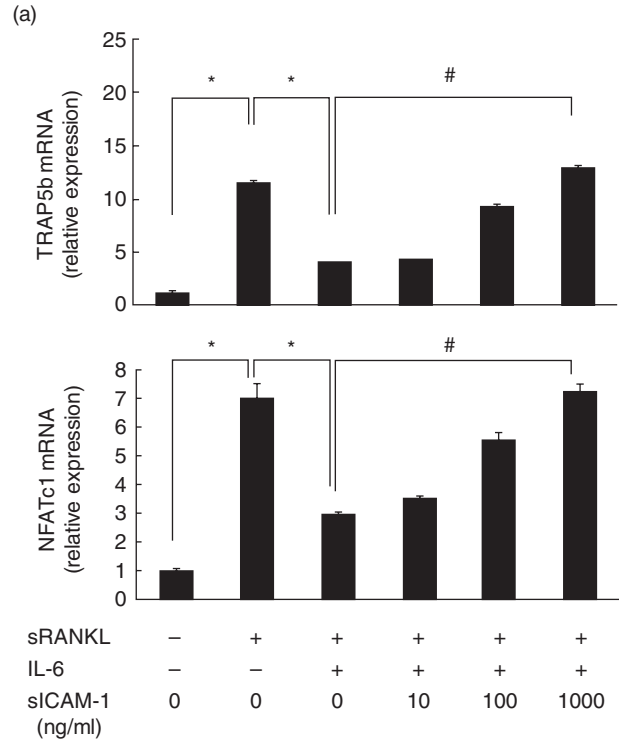 (a)
TRAP5b mRNA
(relative expression)
25
20
15
10
5
0
* * #
NFATc1 mRNA
(relative expression)
8
7
6
5
4
3
2
1
0
* * #
sRANKL – + + + + +
IL-6 – – + + + +
sICAM-1 0 0 0 10 100 1000
(ng/ml)